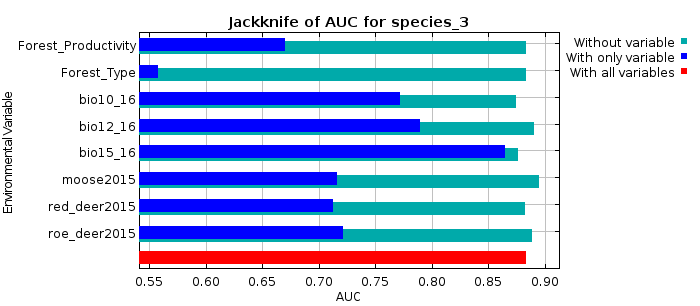 Jackknife of AUC for species_3
Environmental Variable
Forest_Productivity
Forest_Type
bio10_16
bio12_16
bio15_16
moose2015
red_deer2015
roe_deer2015
0.55 0.60 0.65 0.70 0.75 0.80 0.85 0.90
AUC
Without variable
With only variable
With all variables